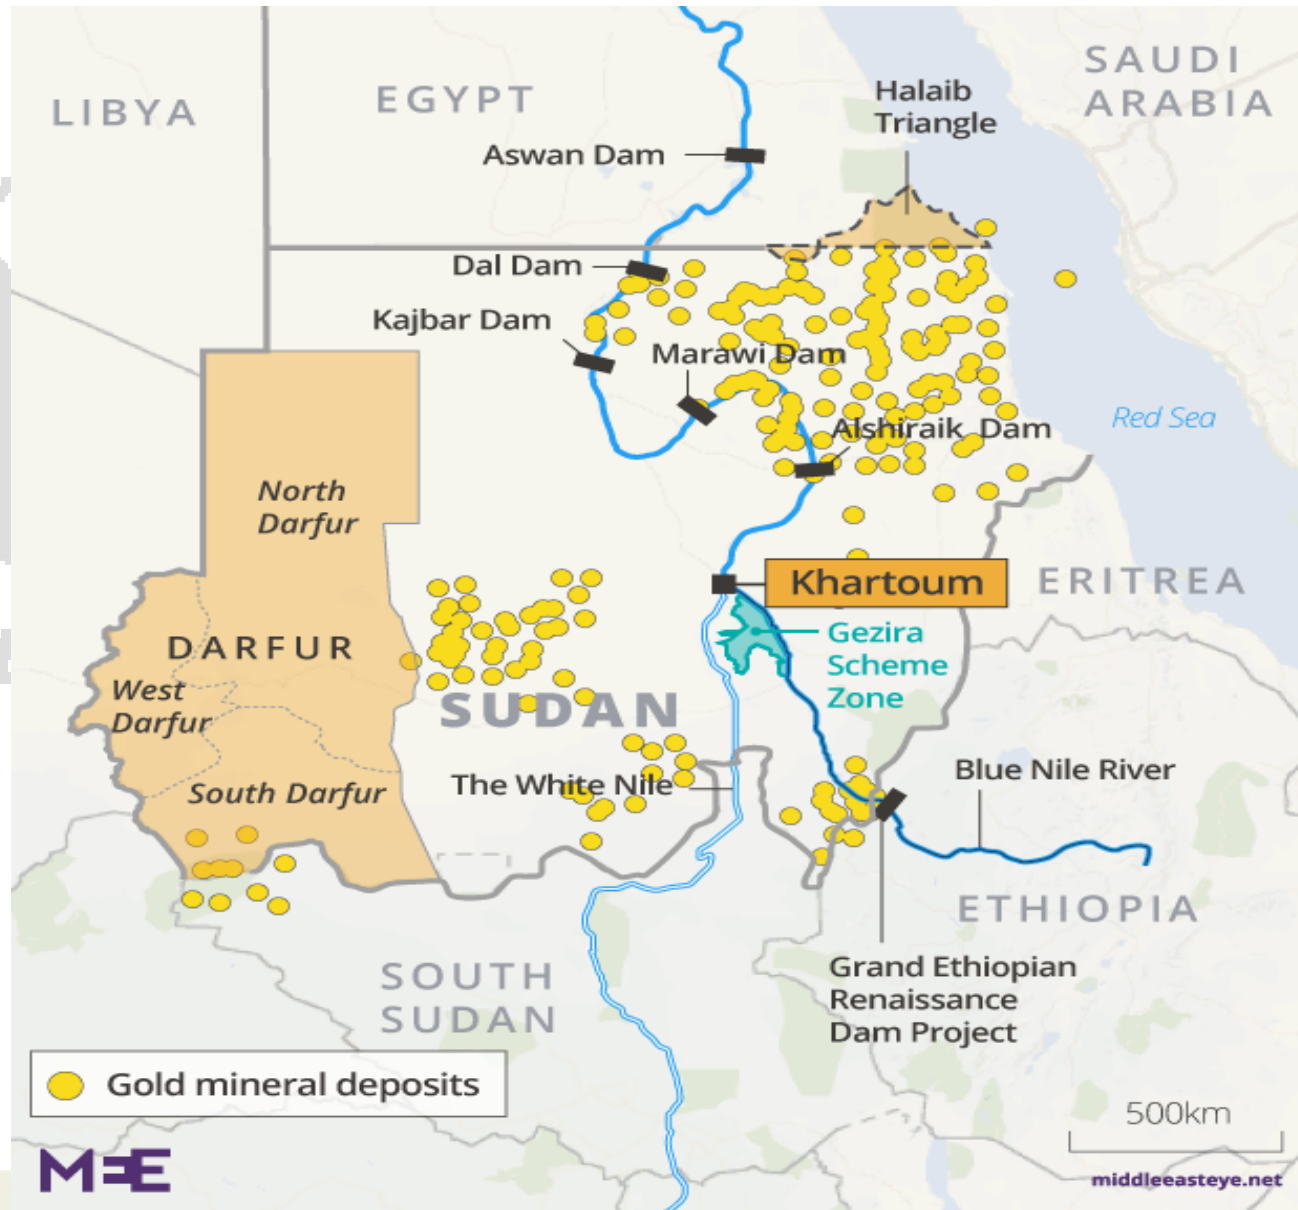 SAUDI
ARABIA
LIBYA
EGYPT
Halaib
Triangle
Aswan Dam
Dal Dam
Kajbar Dam
Marawi Dam
Red Sea
Alshiraik Dam
North
Darfur
Khartoum
ERITREA
DARFUR
Gezira
Scheme
Zone
West
Darfur
SUDAN
South Darfur
The White Nile
Blue Nile River
ETHIOPIA
SOUTH
SUDAN
Grand Ethiopian
Renaissance
Dam Project
Gold mineral deposits
500km
MEE
middleeasteye.net